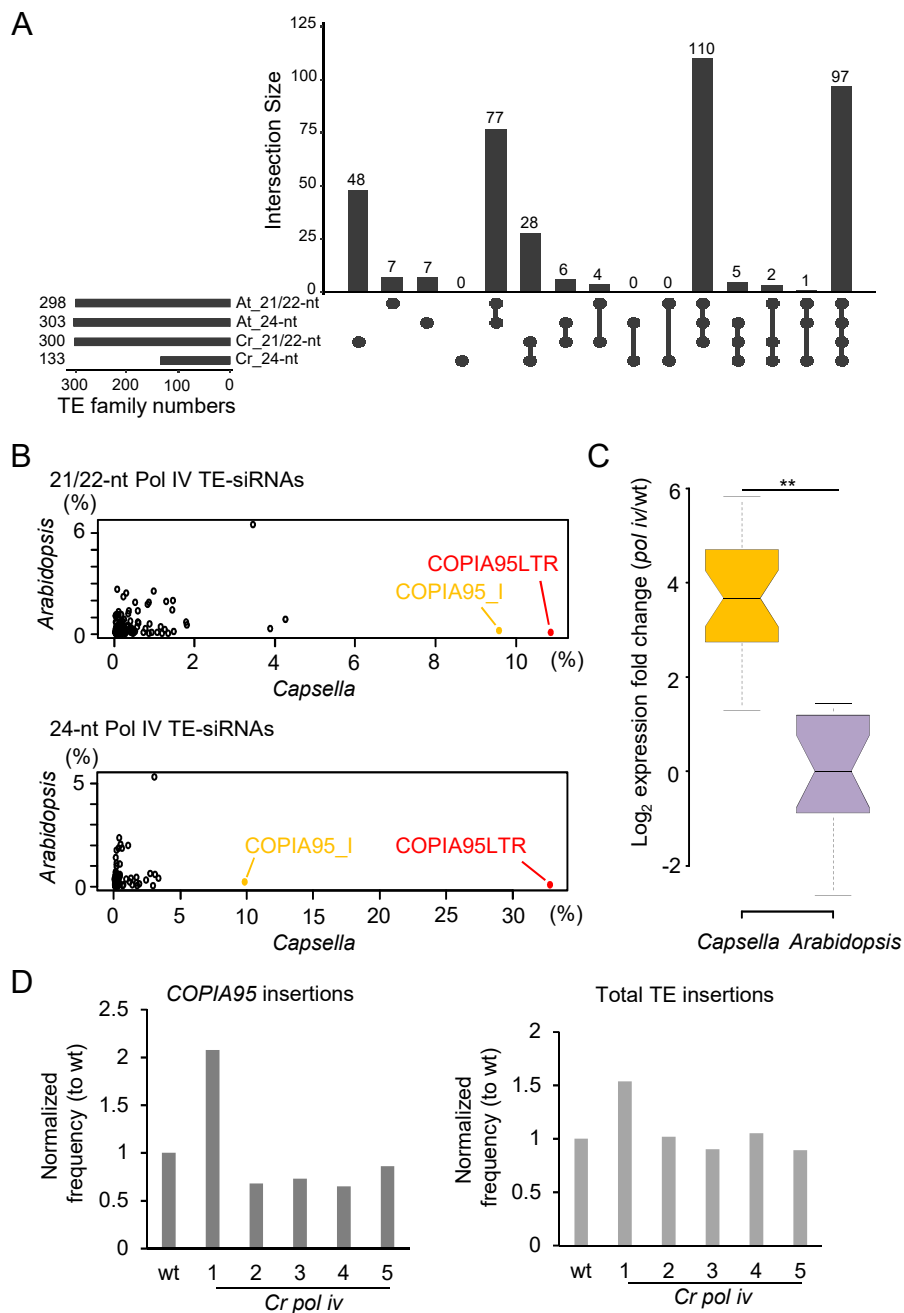 A
Intersection Size
125
100
75
50
25
0
48
7
7
0
77
28
6
4
0
0
110
5
2
1
97
298 At_21/22-nt
303 At_24-nt
300 Cr_21/22-nt
133 Cr_24-nt
300 200 100 0
TE family numbers
B
21/22-nt Pol IV TE-siRNAs
(%)
Arabidopsis
6
4
2
0
COPIA95LTR
COPIA95_I
0 2 4 6 8 10 (%)
Capsella
24-nt Pol IV TE-siRNAs
(%)
Arabidopsis
5
0
COPIA95_I COPIA95LTR
0 5 10 15 20 25 30 (%)
Capsella
C
**
Log2 expression fold change (pol iv/wt)
6
4
2
0
-2
Capsella Arabidopsis
D
COPIA95 insertions
Normalized
frequency (to wt)
2.5
2
1.5
1
0.5
0
wt 1 2 3 4 5
Cr pol iv
Total TE insertions
Normalized
frequency (to wt)
2
1.5
1
0.5
0
wt 1 2 3 4 5
Cr pol iv